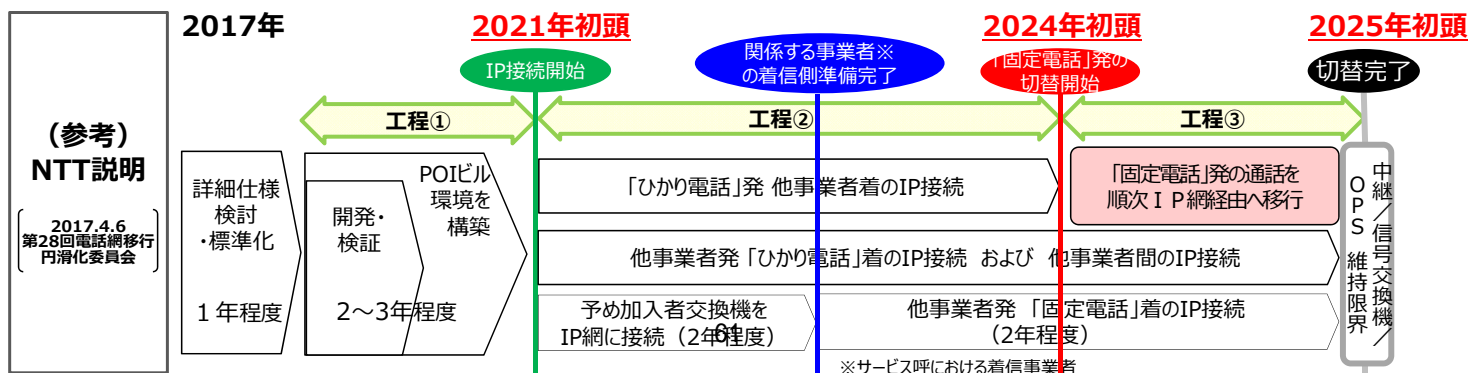 （参考）
NTT説明
2017.4.6
第28回電話網移行
円滑化委員会
2017年
2021年初頭
2024年初頭
2025年初頭
IP接続開始
関係する事業者※
の着信側準備完了
「固定電話」発の
切替開始
切替完了
工程①
工程②
工程③
詳細仕様
検討
・標準化
１年程度
開発・
検証
2～3年程度
POIビル
環境を
構築
「ひかり電話」発 他事業者着のIP接続
「固定電話」発の通話を
順次ＩＰ網経由へ移行
他事業者発「ひかり電話」着のIP接続 および 他事業者間のIP接続
予め加入者交換機を
IP網に接続（2年程度）
61
他事業者発 「固定電話」着のIP接続
（2年程度）
中継／信号交換機／
OPS 維持限界
※サービス呼における着信事業者